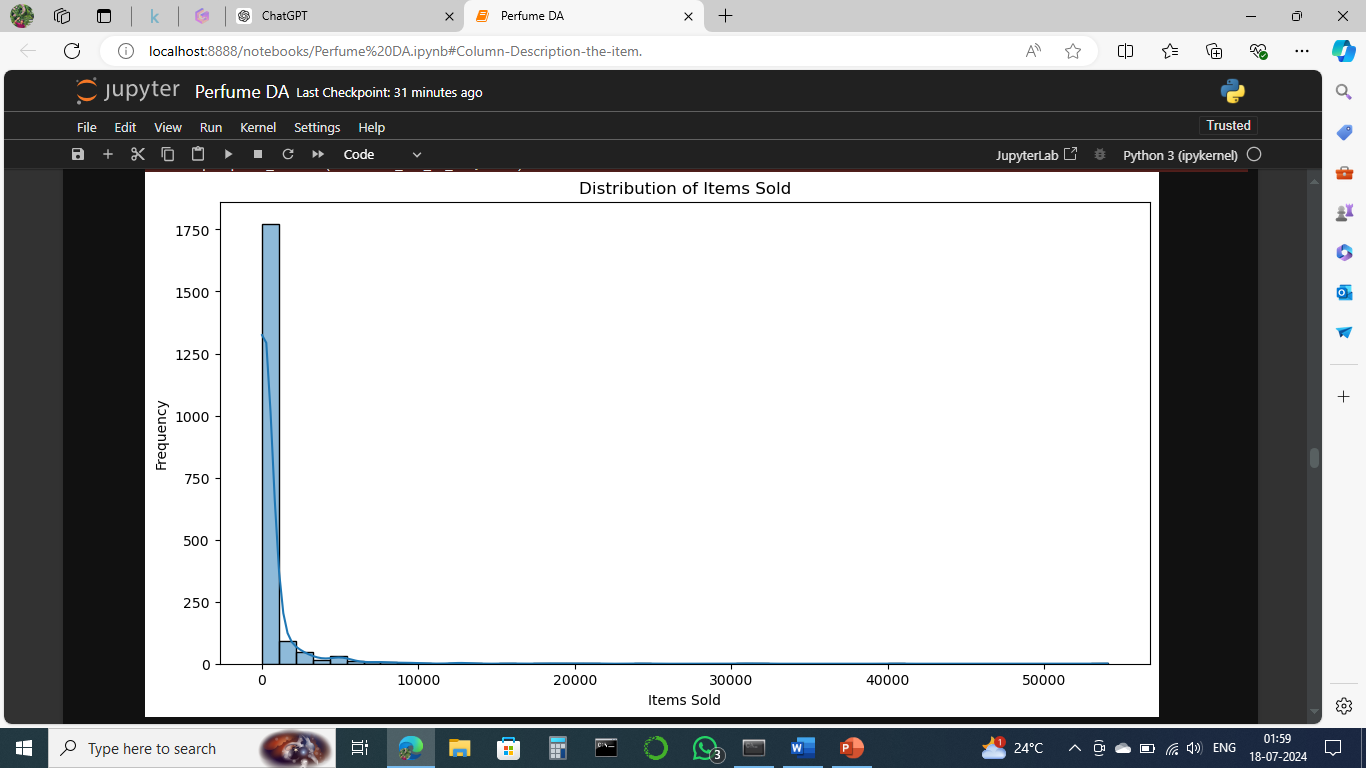 ChatGPT
Perfume DA
localhost:8888/notebooks/Perfume%20DA.ipynb#Column-Description-the-item.
jupyter Perfume DA Last Checkpoint: 31 minutes ago
File Edit View Run Kernel Settings Help
Trusted
Code
JupyterLab
Python 3 (ipykernel)
Distribution of Items Sold
1750
1500
1250
1000
750
500
250
0
Frequency
0 10000 20000 30000 40000 50000
Items Sold
Type here to search
3
24°C
ENG
01:59
18-07-2024